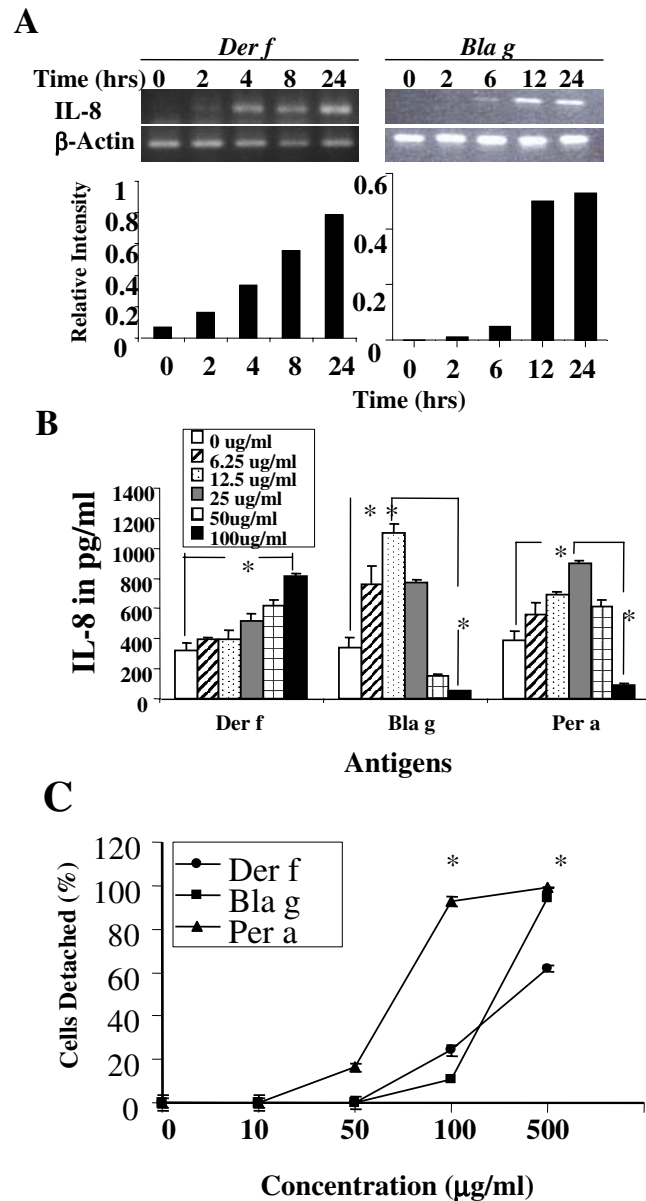 A
Der f
Bla g
Time (hrs) 0 2 4 8 24
0 2 6 12 24
IL-8
β-Actin
Relative Intensity
1
0.8
0.6
0.4
0.2
0
0 2 4 8 24
0.6
0.4
0.2
0
0 2 6 12 24
Time (hrs)
B
0 ug/ml
6.25 ug/ml
12.5 ug/ml
25 ug/ml
50ug/ml
100ug/ml
IL-8 in pg/ml
1400
1200
1000
800
600
400
200
0
*
* *
*
*
*
Der f Bla g Per a
Antigens
C
Cells Detached (%)
120
100
80
60
40
20
0
Der f
Bla g
Per a
* *
0 10 50 100 500
Concentration (μg/ml)